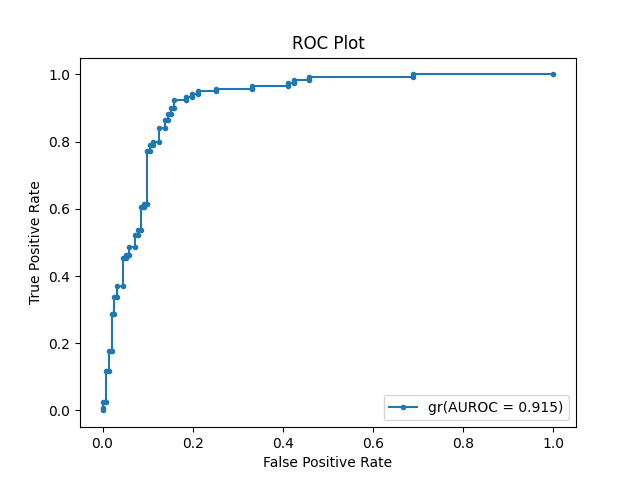 ROC Plot
1.0
0.8
0.6
0.4
0.2
0.0
True Positive Rate
gr(AUROC = 0.915)
0.0 0.2 0.4 0.6 0.8 1.0
False Positive Rate